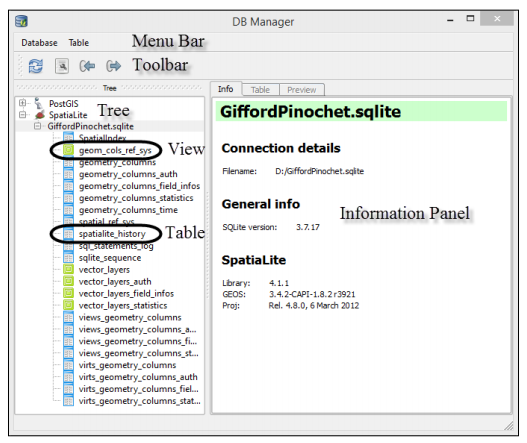 DB Manager
Database Table Menu Bar
Toolbar
Tree
PostGIS
SpatiaLite Tree
GiffordPinochet.sqlite
SpatialIndex
geom_cols_ref_sys View
geometry_columns
geometry_columns_auth
geometry_columns_field_infos
geometry_columns_statistics
geometry_columns_time
spatial_ref_sys
spatialite_history Table
sql_statements_log
sqlite_sequence
vector_layers
vector_layers_auth
vector_layers_field_infos
vector_layers_statistics
views_geometry_columns
views_geometry_columns_a...
views_geometry_columns_fi...
views_geometry_columns_st...
virts_geometry_columns
virts_geometry_columns_auth
virts_geometry_columns_fiel...
virts_geometry_columns_stat...
Info Table Preview
GiffordPinochet.sqlite
Connection details
Filename: D:/GiffordPinochet.sqlite
General info
SQLite version: 3.7.17
Information Panel
SpatiaLite
Library: 4.1.1
GEOS: 3.4.2-CAPI-1.8.2 r3921
Proj: Rel. 4.8.0, 6 March 2012